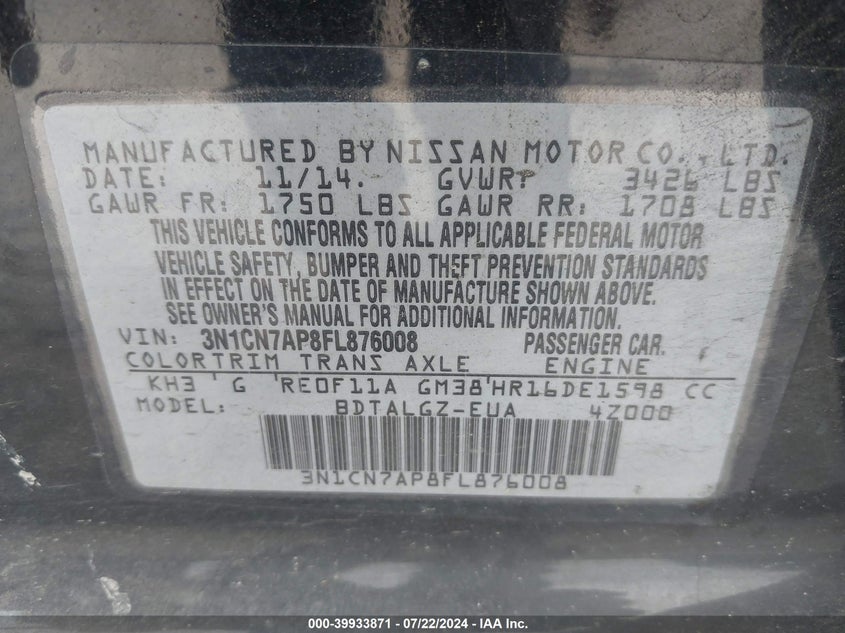 MANUFACTURED BY NISSAN MOTOR CO., LTD.
DATE: 11/14. GVWR: 3426 LBS
GAWR FR: 1750 LBS GAWR RR: 1708 LBS
THIS VEHICLE CONFORMS TO ALL APPLICABLE FEDERAL MOTOR
VEHICLE SAFETY, BUMPER AND THEFT PREVENTION STANDARDS
IN EFFECT ON THE DATE OF MANUFACTURE SHOWN ABOVE.
SEE OWNER'S MANUAL FOR ADDITIONAL INFORMATION.
VIN: 3N1CN7AP8FL876008 PASSENGER CAR.
COLORTRIM TRANS AXLE ENGINE
KH3 G RE0F11A GM38 HR16DE1598 CC
MODEL: BDTALGZ-EUA 4Z000
3N1CN7AP8FL876008
000-39933871 - 07/22/2024 - IAA Inc.